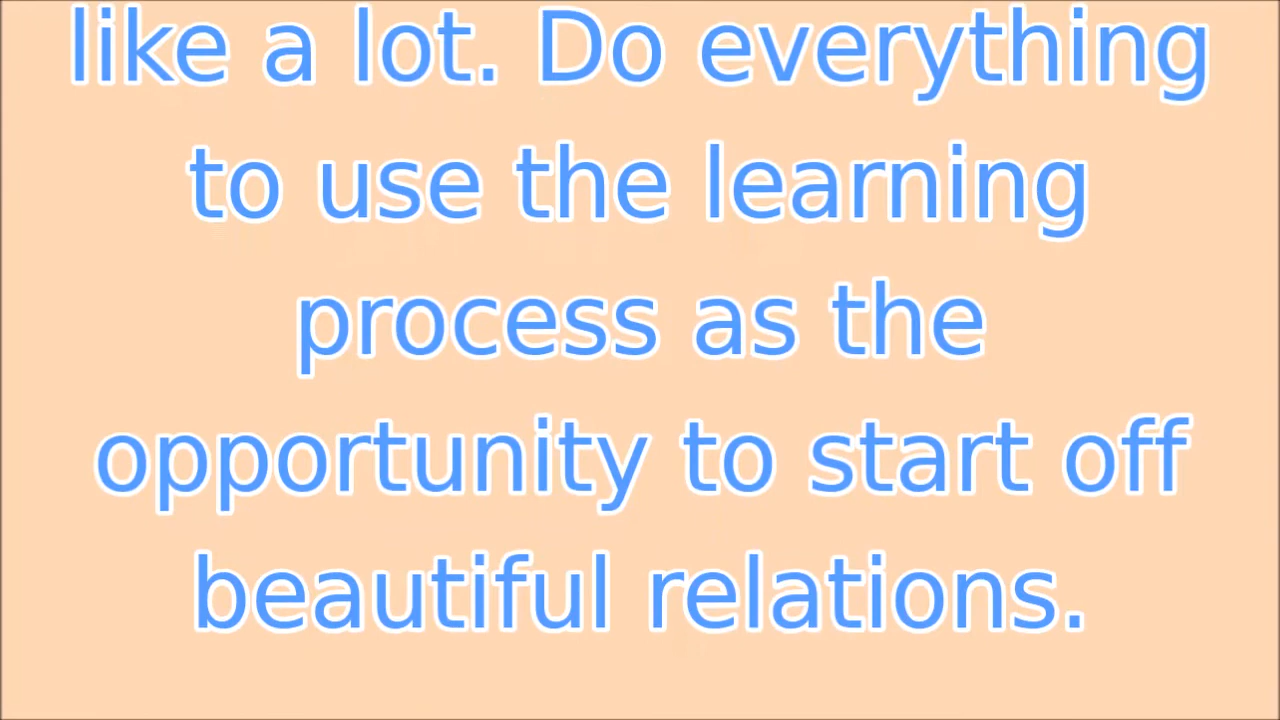 like a lot. Do everything
to use the learning
process as the
opportunity to start off
beautiful relations.